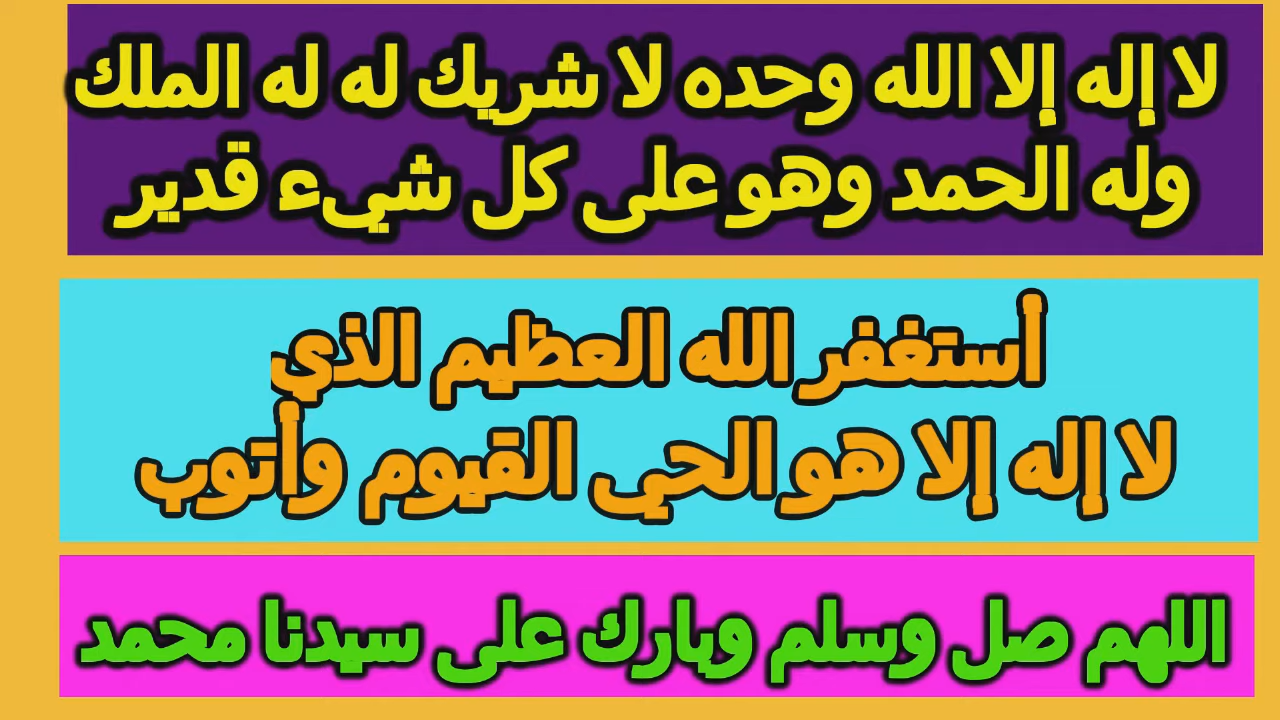 لا إله إلا الله وحده لا شريك له له الملك
وله الحمد وهو على كل شيء قدير
أستغفر الله العظيم الذي
لا إله إلا هو الحي القيوم وأتوب
اللهم صل وسلم وبارك على سيدنا محمد